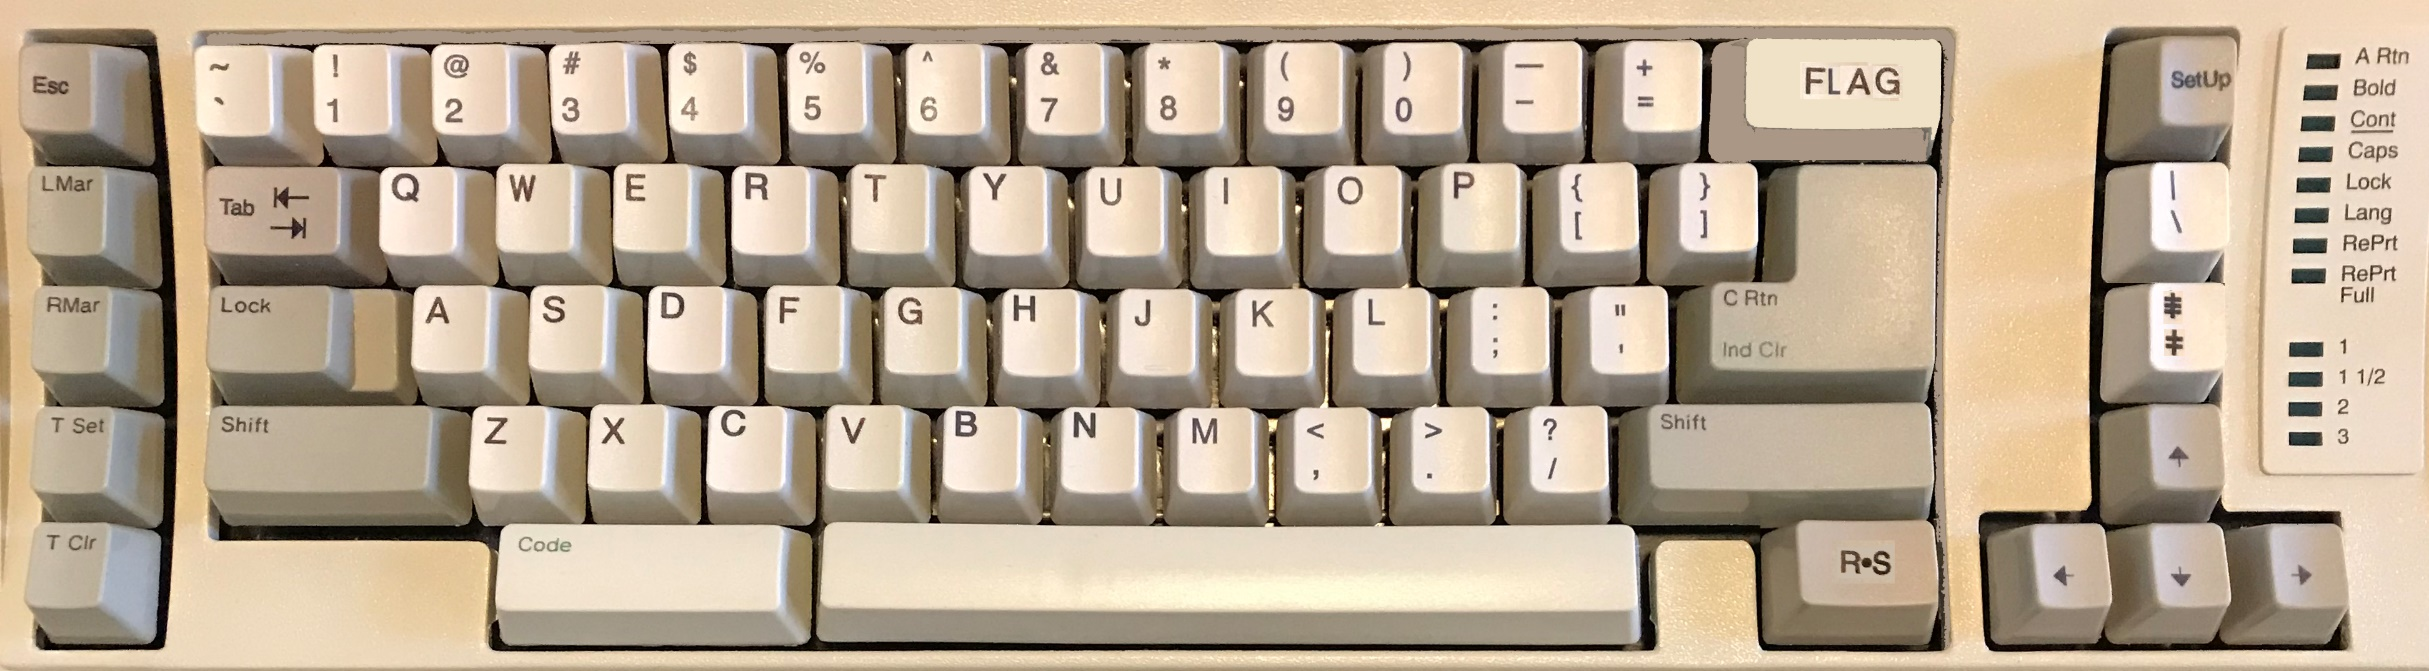 Esc ~ ! @ # $ % ^ & * ( ) — + FLAG SetUp
` 1 2 3 4 5 6 7 8 9 0 – =
LMar Tab Q W E R T Y U I O P { } |
[ ] \
RMar Lock A S D F G H J K L : " C Rtn ⧧
; ' Ind Clr ‡
T Set Shift Z X C V B N M < > ? Shift ↑
, . /
T Clr Code R•S ← ↓ →
A Rtn
Bold
Cont
Caps
Lock
Lang
RePrt
RePrt
Full
1
1 1/2
2
3